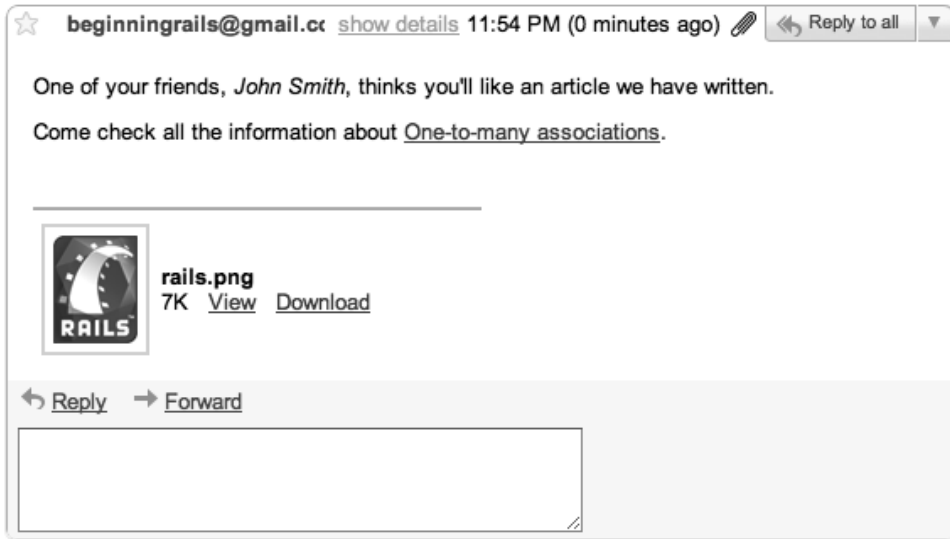 beginningrails@gmail.cc show details 11:54 PM (0 minutes ago) Reply to all
One of your friends, John Smith, thinks you'll like an article we have written.
Come check all the information about One-to-many associations.
RAILS
rails.png
7K View Download
Reply Forward